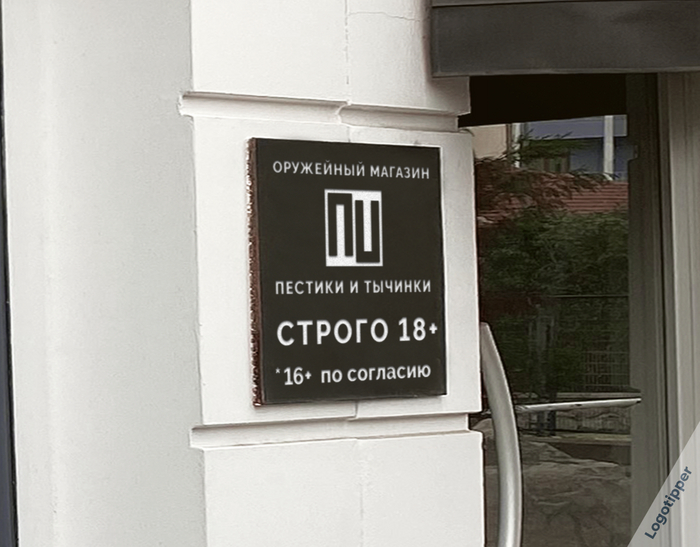 ОРУЖЕЙНЫЙ МАГАЗИН
ПИ
ПЕСТИКИ И ТЫЧИНКИ
СТРОГО 18+
*16+ ПО СОГЛАСИЮ
Logotipper